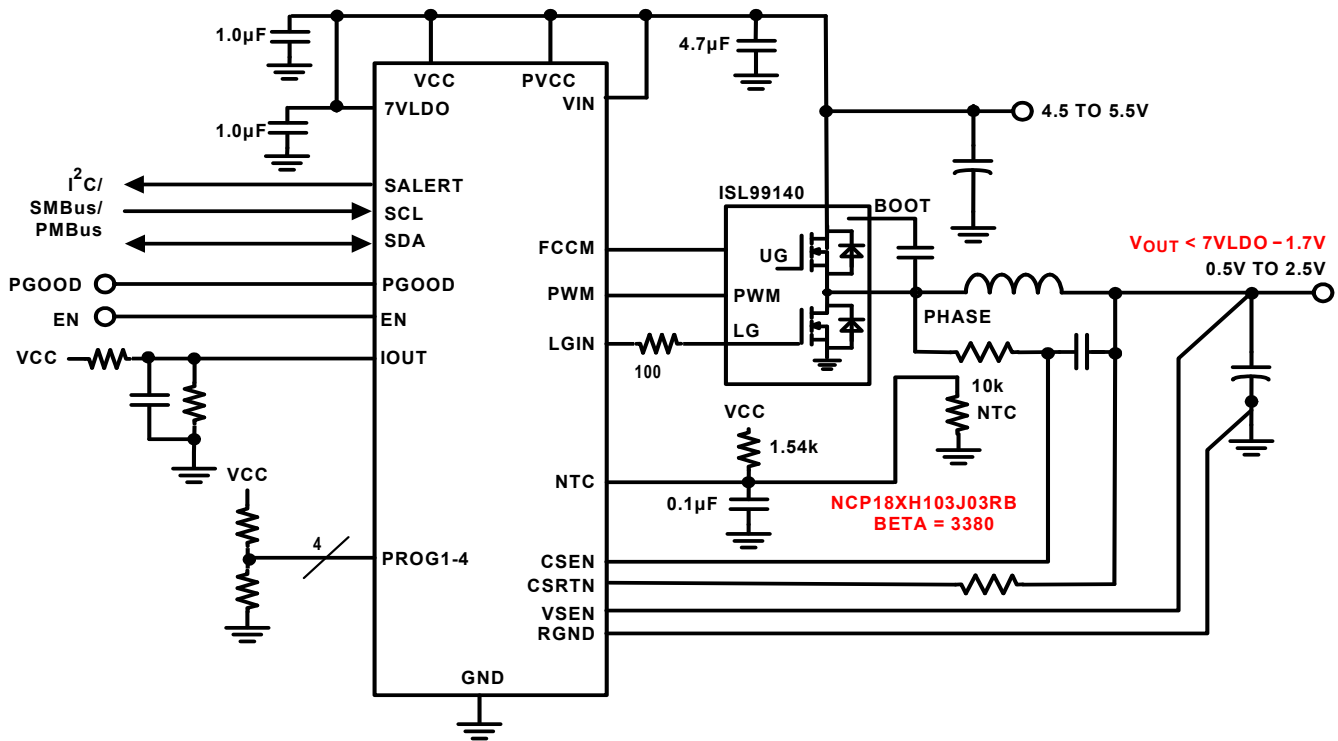 1.0µF
4.7µF
VCC
PVCC
VIN
7VLDO
1.0µF
4.5 TO 5.5V
I2C/
SMBus/
PMBus
SALERT
SCL
SDA
ISL99140
BOOT
FCCM
UG
VOUT < 7VLDO – 1.7V
0.5V TO 2.5V
PGOOD
PGOOD
PWM
PWM
PHASE
EN
EN
LG
LGIN
100
VCC
IOUT
10k
NTC
VCC
1.54k
VCC
NTC
0.1µF
NCP18XH103J03RB
BETA = 3380
4
PROG1-4
CSEN
CSRTN
VSEN
RGND
GND